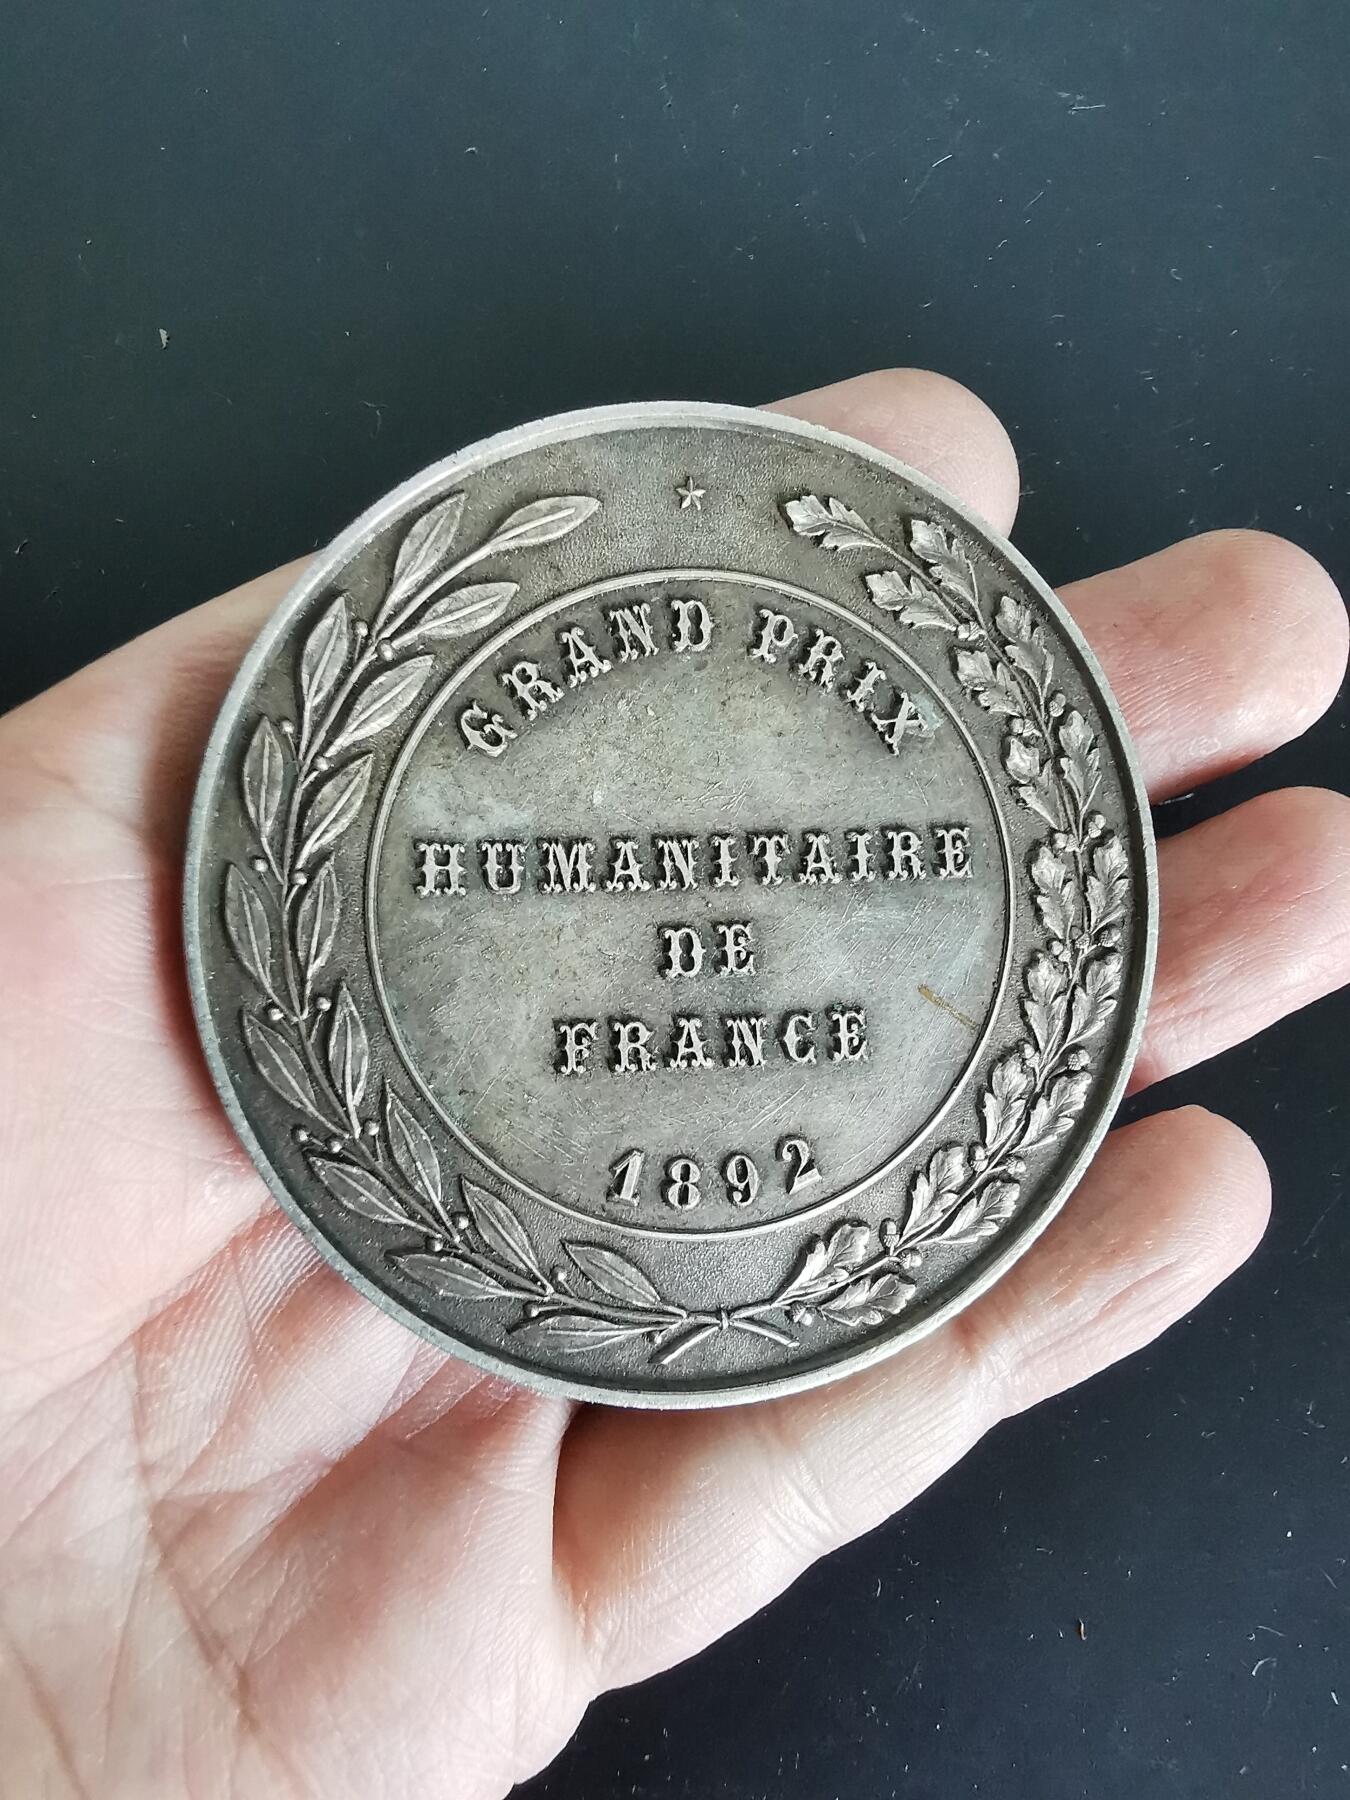 GRAND PRIX
HUMANITAIRE
DE
FRANCE
1892